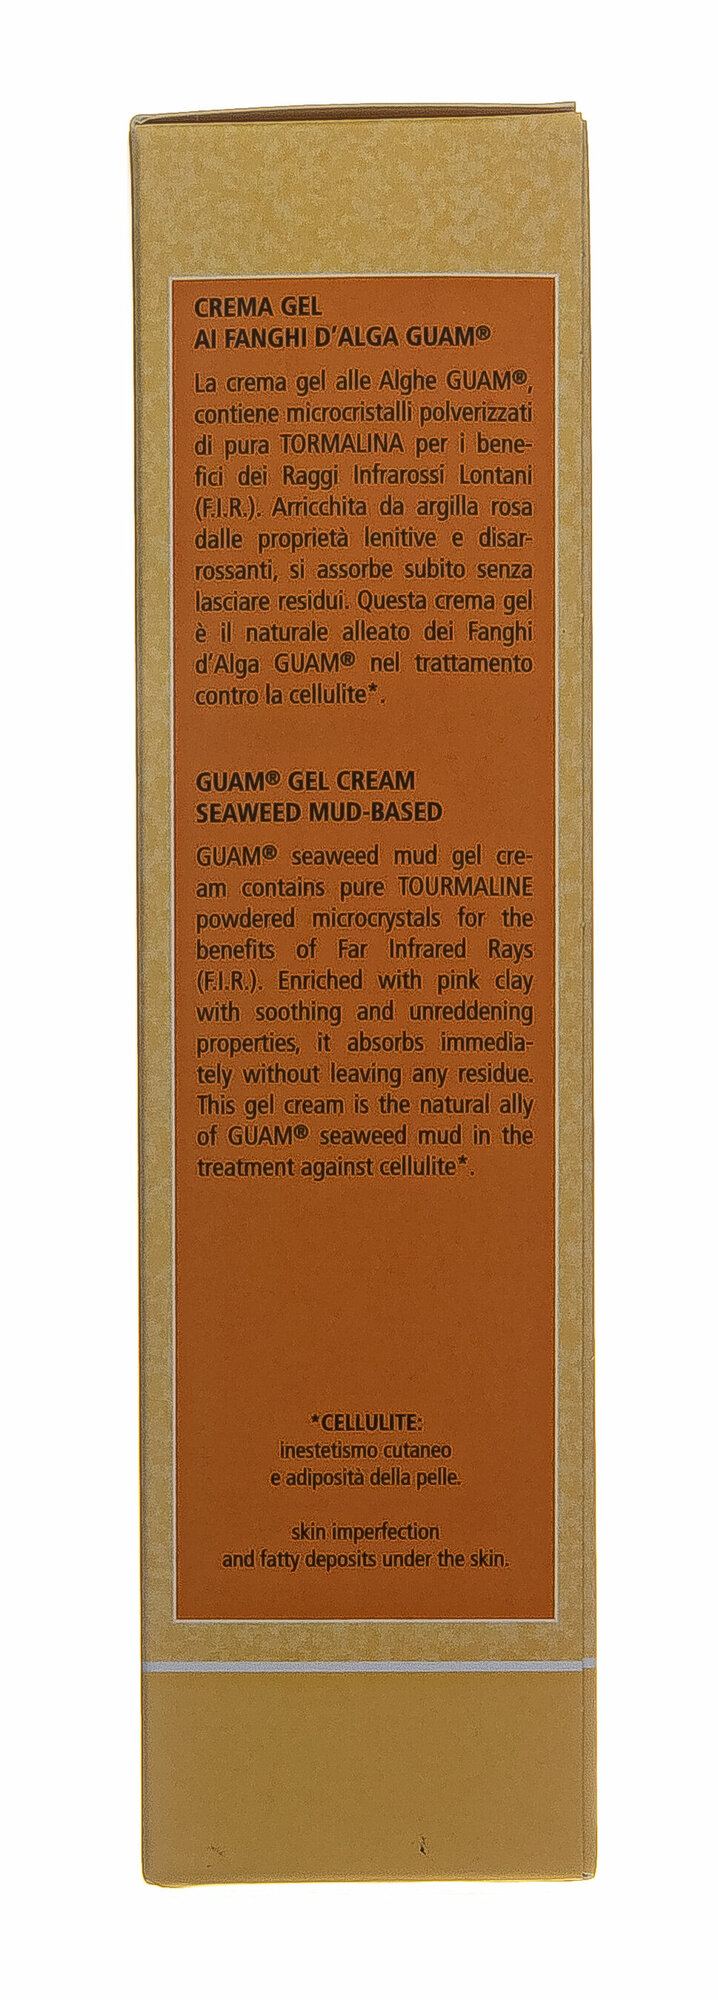 CREMA GEL
AI FANGHI D'ALGA GUAM®
La crema gel alle Alghe GUAM®,
contiene microcristalli polverizzati
di pura TORMALINA per i bene-
fici dei Raggi Infrarossi Lontani
(F.I.R.). Arricchita da argilla rosa
dalle proprietà lenitive e disar-
rossanti, si assorbe subito senza
lasciare residui. Questa crema gel
è il naturale alleato dei Fanghi
d'Alga GUAM® nel trattamento
contro la cellulite*.
GUAM® GEL CREAM
SEAWEED MUD-BASED
GUAM® seaweed mud gel cre-
am contains pure TOURMALINE
powdered microcrystals for the
benefits of Far Infrared Rays
(F.I.R.). Enriched with pink clay
with soothing and unreddening
properties, it absorbs immedia-
tely without leaving any residue.
This gel cream is the natural ally
of GUAM® seaweed mud in the
treatment against cellulite*.
*CELLULITE:
inestetismo cutaneo
e adiposità della pelle.
skin imperfection
and fatty deposits under the skin.